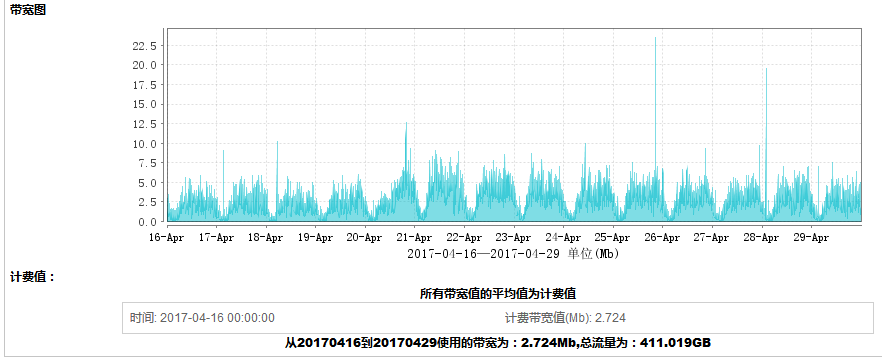 带宽图
22.5
20.0
17.5
15.0
12.5
10.0
7.5
5.0
2.5
0.0
16-Apr 17-Apr 18-Apr 19-Apr 20-Apr 21-Apr 22-Apr 23-Apr 24-Apr 25-Apr 26-Apr 27-Apr 28-Apr 29-Apr
2017-04-16——2017-04-29 单位(Mb)
计费值：
所有带宽值的平均值为计费值
时间: 2017-04-16 00:00:00 计费带宽值(Mb): 2.724
从20170416到20170429使用的带宽为：2.724Mb,总流量为：411.019GB